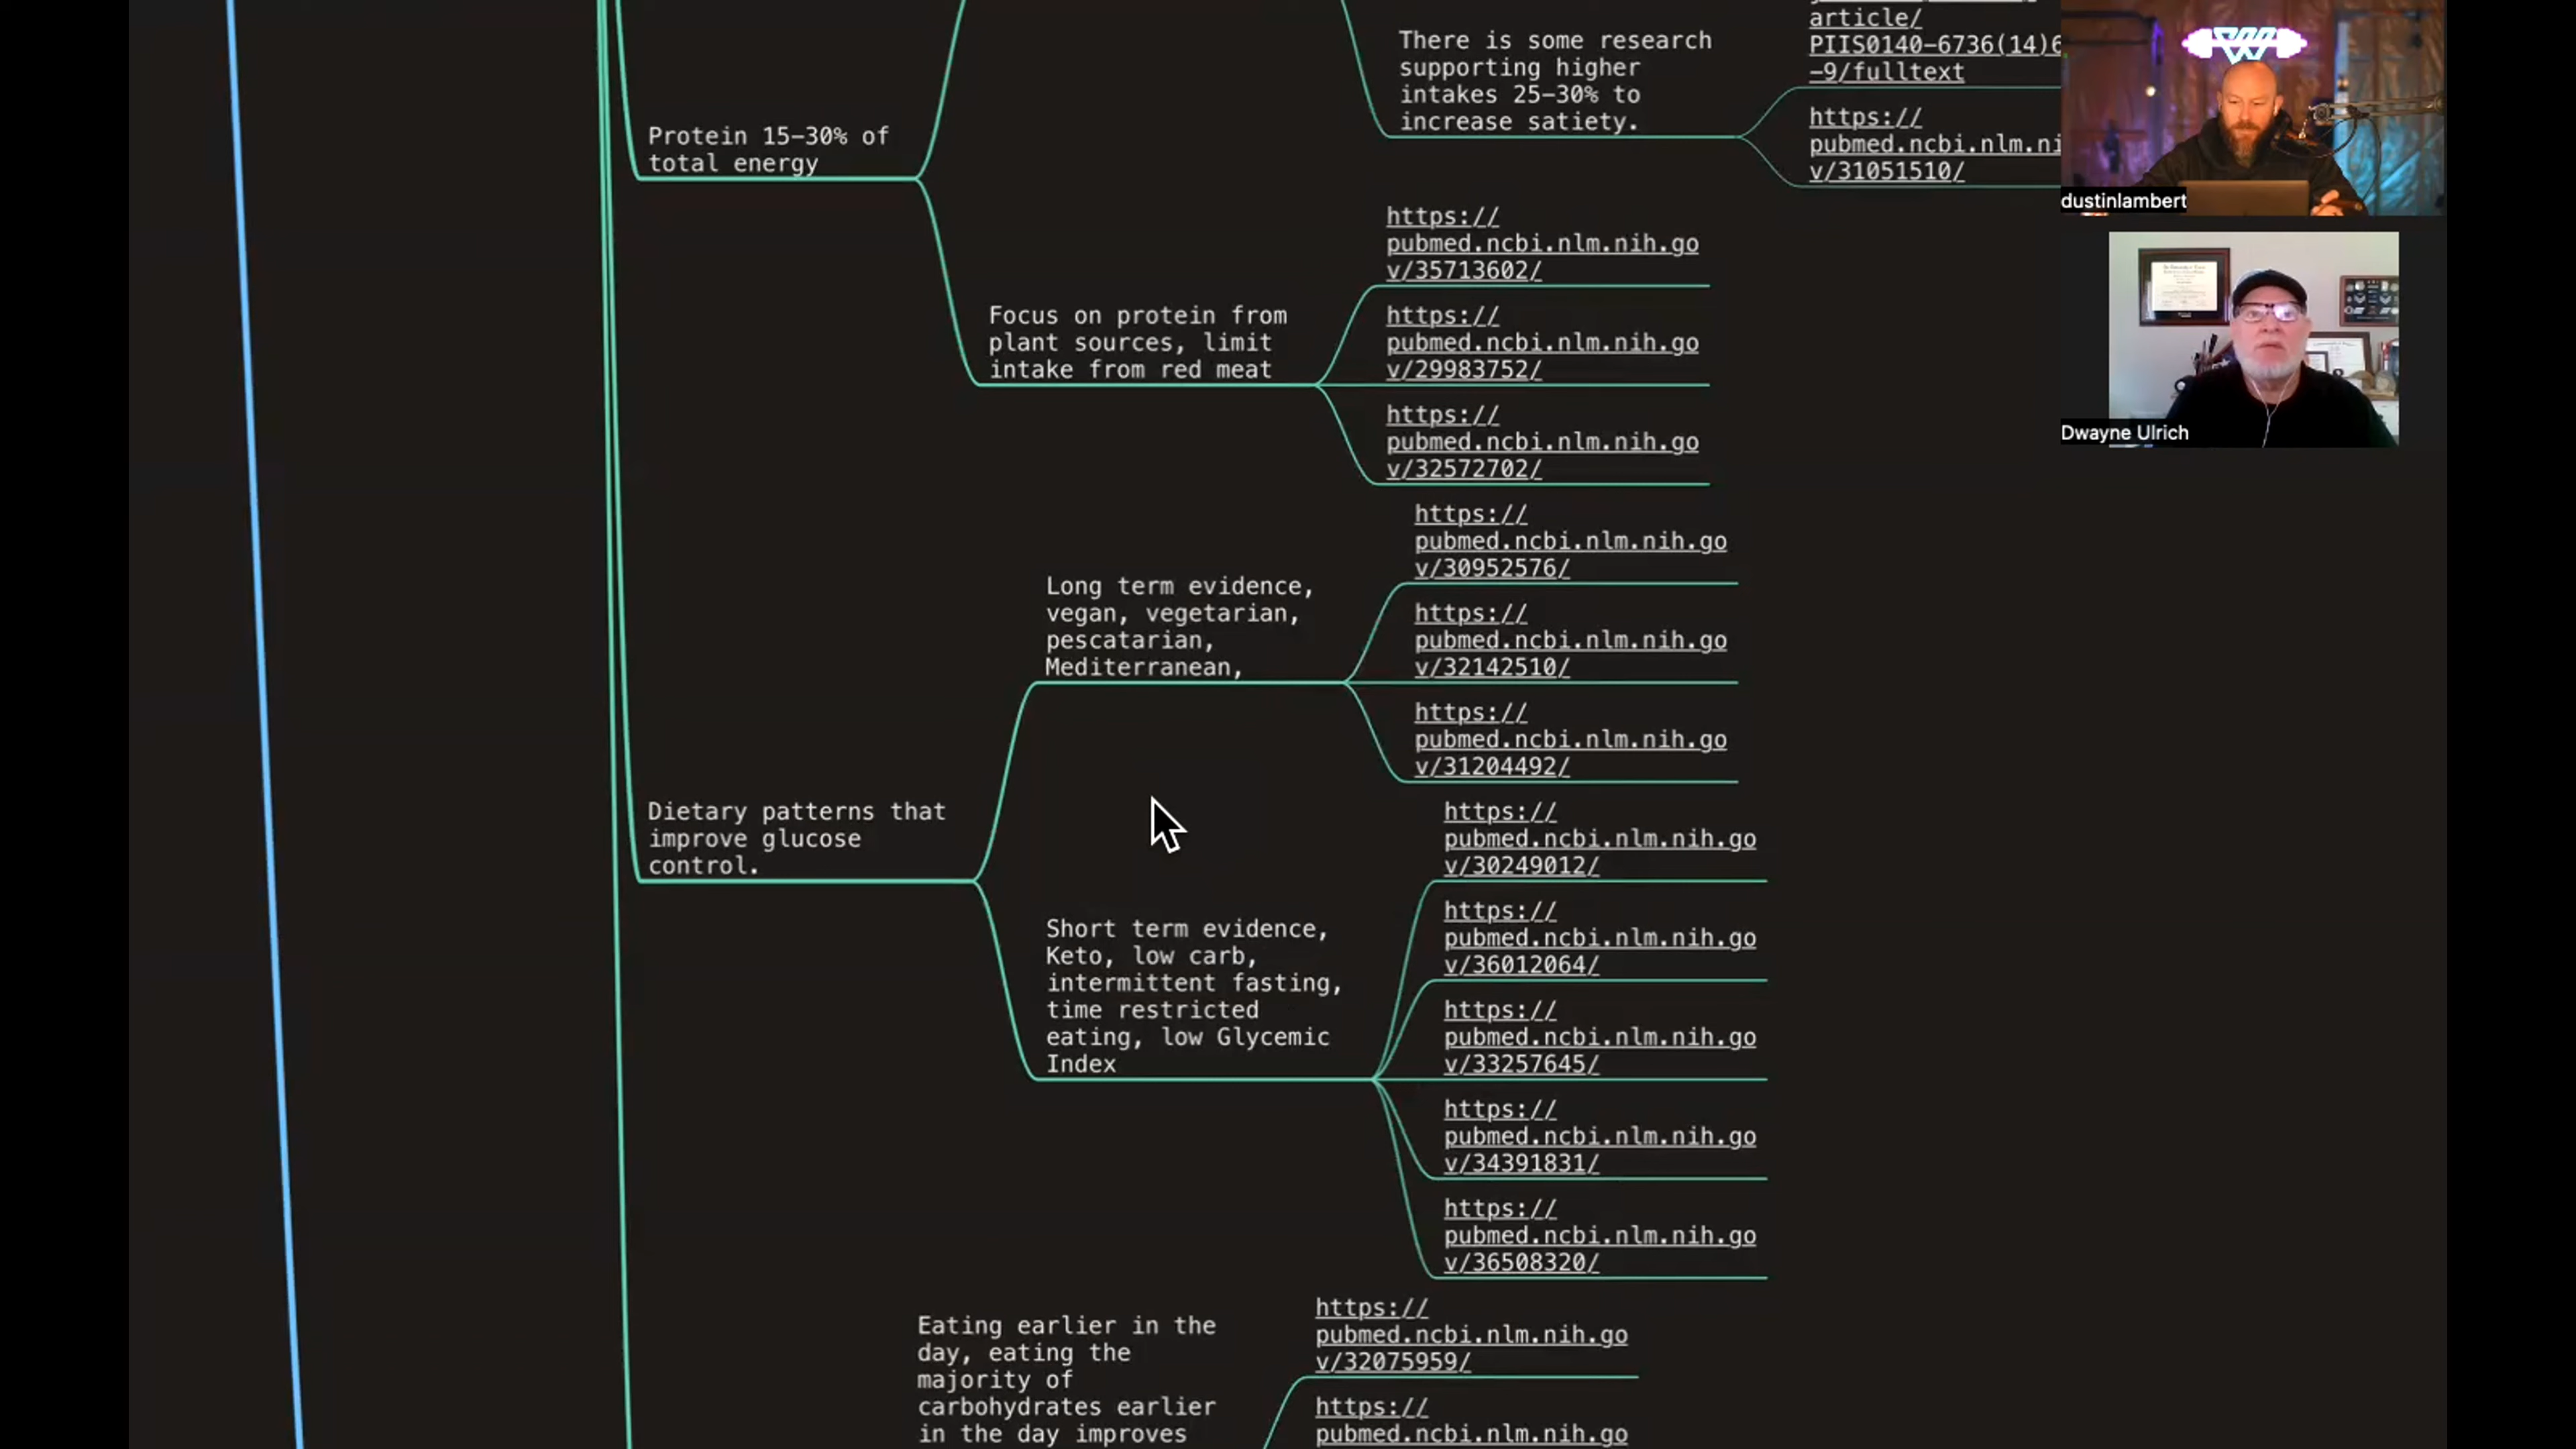 article/
PIIS0140-6736(14)6
-9/fulltext
There is some research
supporting higher
intakes 25-30% to
increase satiety.
https://
pubmed.ncbi.nlm.ni
v/31051510/
dustinlambert
Protein 15-30% of
total energy
https://
pubmed.ncbi.nlm.nih.go
v/35713602/
Focus on protein from
plant sources, limit
intake from red meat
https://
pubmed.ncbi.nlm.nih.go
v/29983752/
https://
pubmed.ncbi.nlm.nih.go
v/32572702/
Dwayne Ulrich
Dietary patterns that
improve glucose
control.
Long term evidence,
vegan, vegetarian,
pescatarian,
Mediterranean,
https://
pubmed.ncbi.nlm.nih.go
v/30952576/
https://
pubmed.ncbi.nlm.nih.go
v/32142510/
https://
pubmed.ncbi.nlm.nih.go
v/31204492/
Short term evidence,
Keto, low carb,
intermittent fasting,
time restricted
eating, low Glycemic
Index
https://
pubmed.ncbi.nlm.nih.go
v/30249012/
https://
pubmed.ncbi.nlm.nih.go
v/36012064/
https://
pubmed.ncbi.nlm.nih.go
v/33257645/
https://
pubmed.ncbi.nlm.nih.go
v/34391831/
https://
pubmed.ncbi.nlm.nih.go
v/36508320/
Eating earlier in the
day, eating the
majority of
carbohydrates earlier
in the day improves
https://
pubmed.ncbi.nlm.nih.go
v/32075959/
https://
pubmed.ncbi.nlm.nih.go